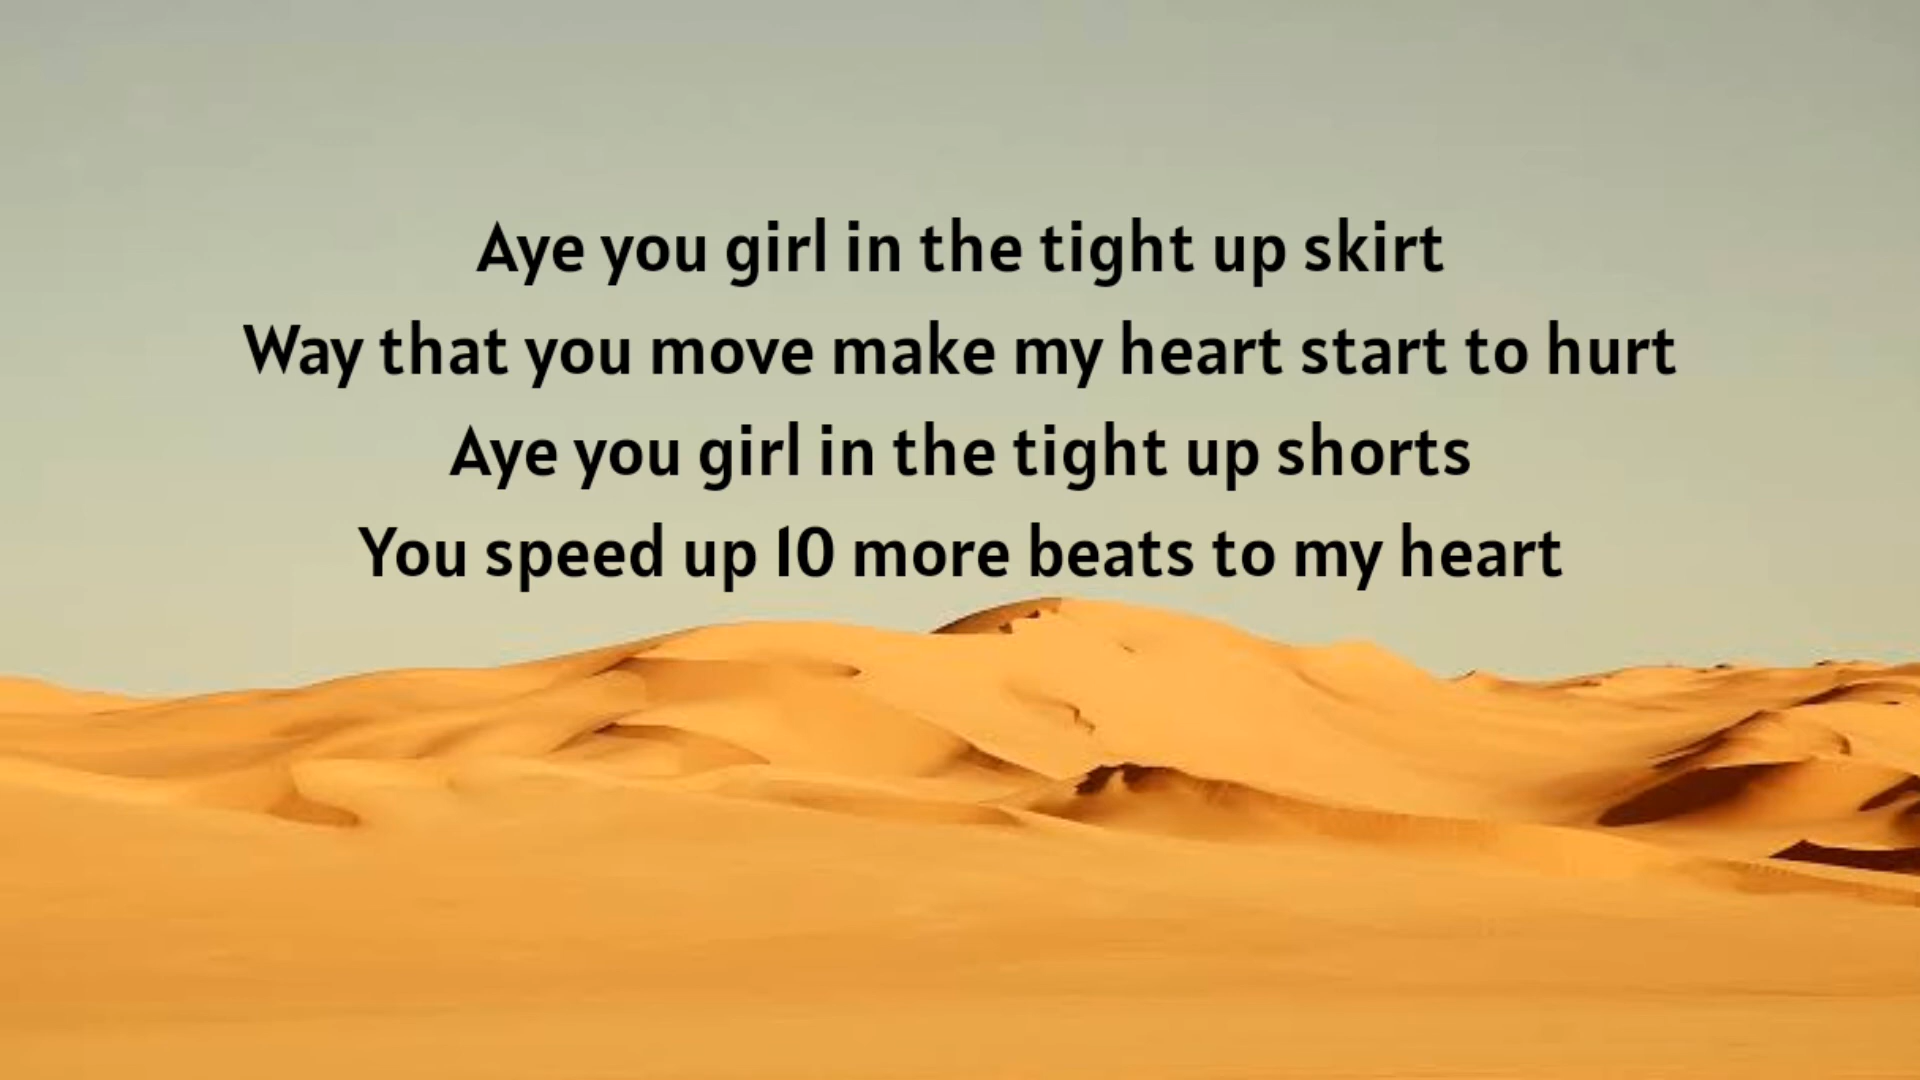 Aye you girl in the tight up skirt
Way that you move make my heart start to hurt
Aye you girl in the tight up shorts
You speed up 10 more beats to my heart